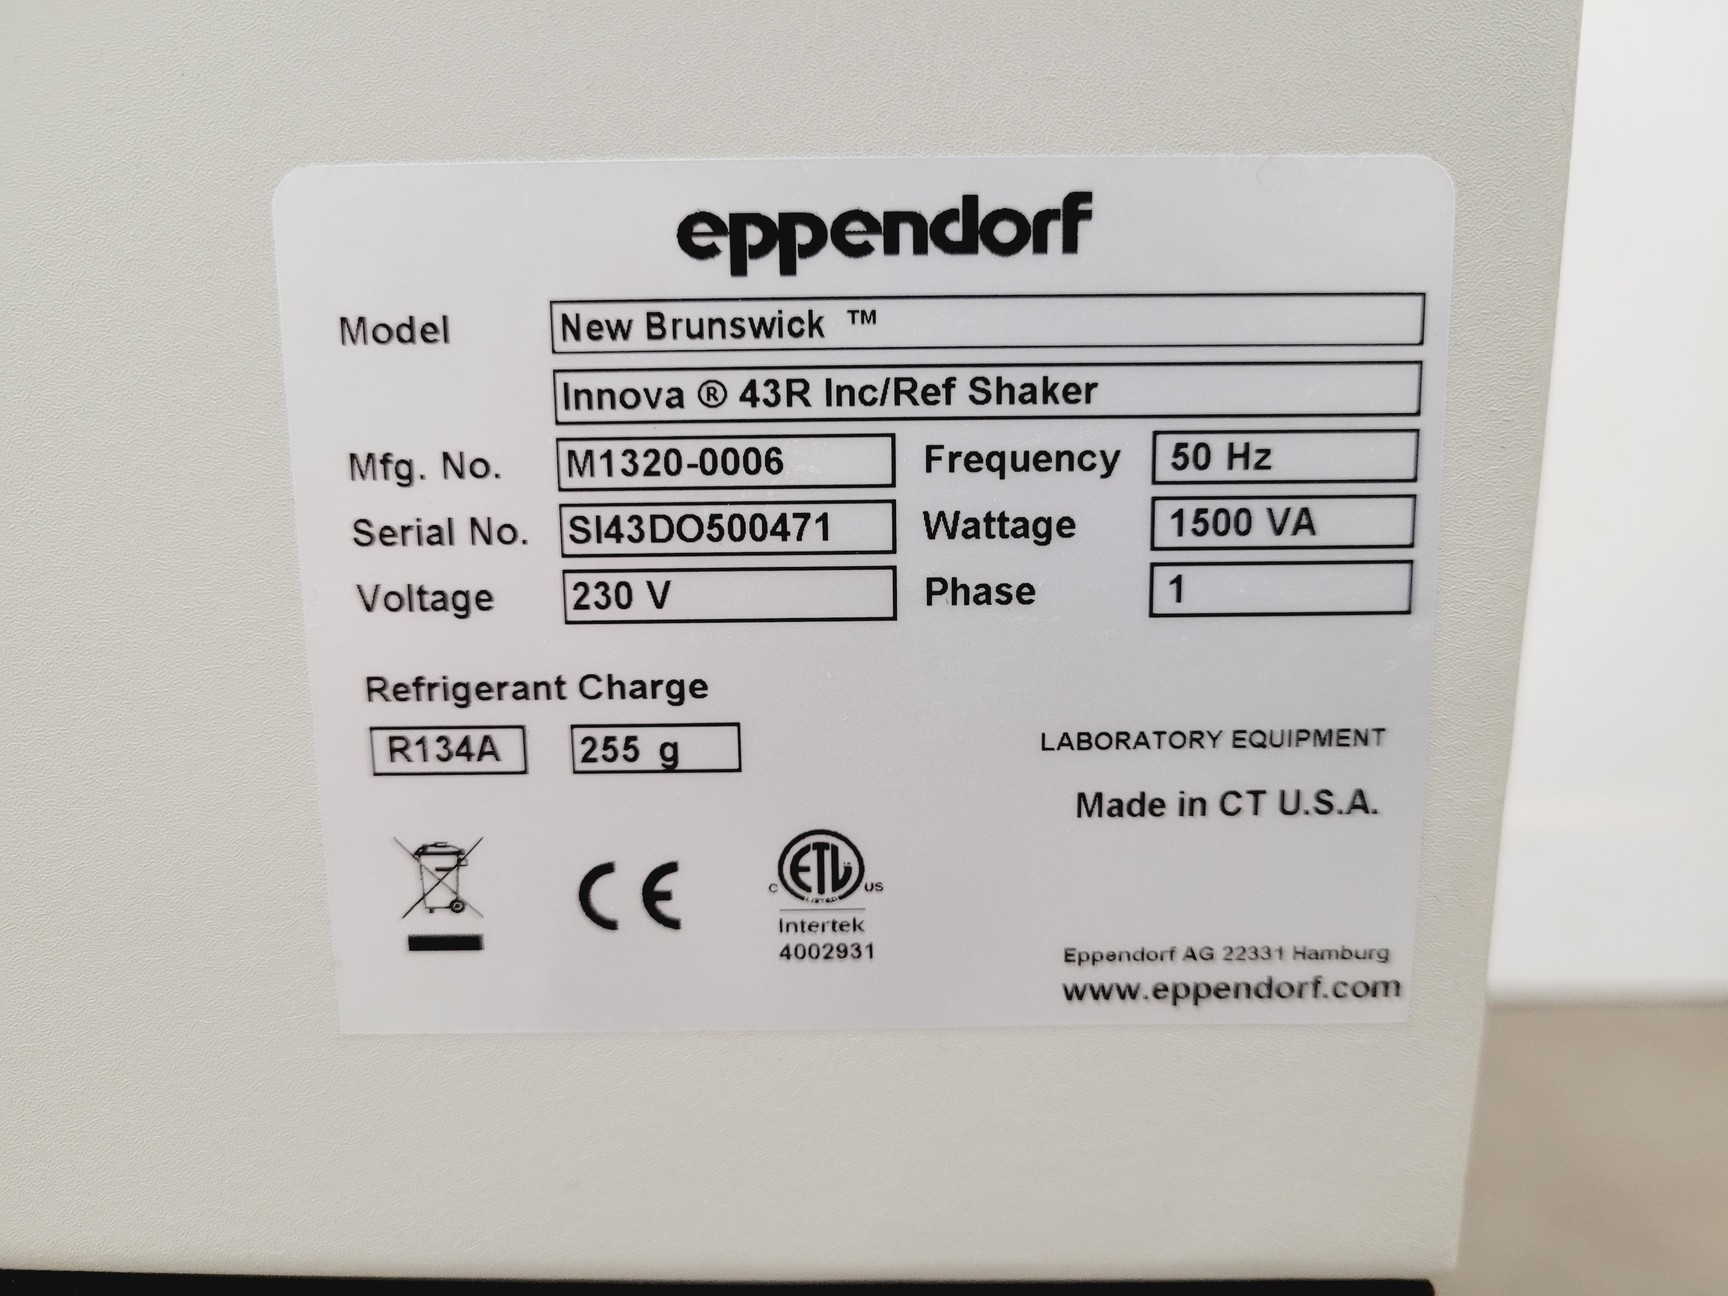 eppendorf
Model New Brunswick ™
Innova ® 43R Inc/Ref Shaker
Mfg. No. M1320-0006 Frequency 50 Hz
Serial No. SI43DO500471 Wattage 1500 VA
Voltage 230 V Phase 1
Refrigerant Charge
R134A 255 g
LABORATORY EQUIPMENT
Made in CT U.S.A.
CE
C ETL US
LISTED
Intertek
4002931
Eppendorf AG 22331 Hamburg
www.eppendorf.com